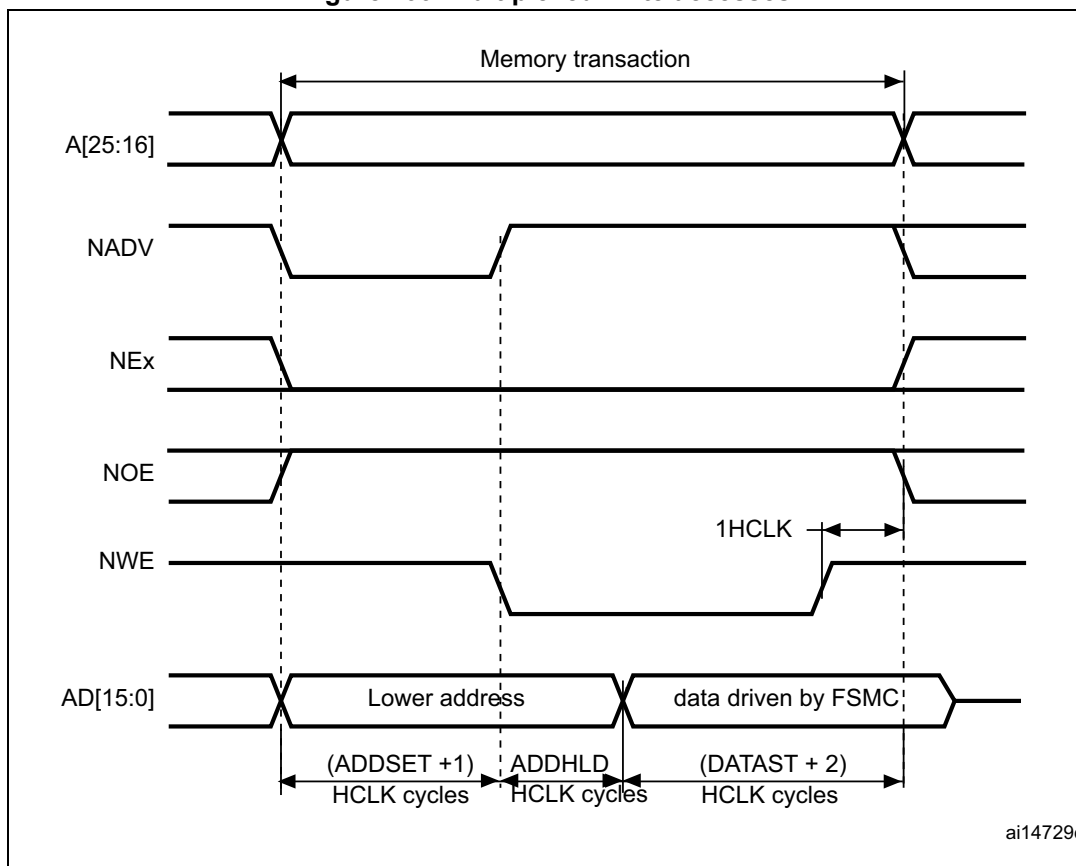 Memory transaction
A[25:16]
NADV
NEx
NOE
1HCLK
NWE
AD[15:0]
Lower address
data driven by FSMC
(ADDSET +1)
HCLK cycles
ADDHLD
HCLK cycles
(DATAST + 2)
HCLK cycles